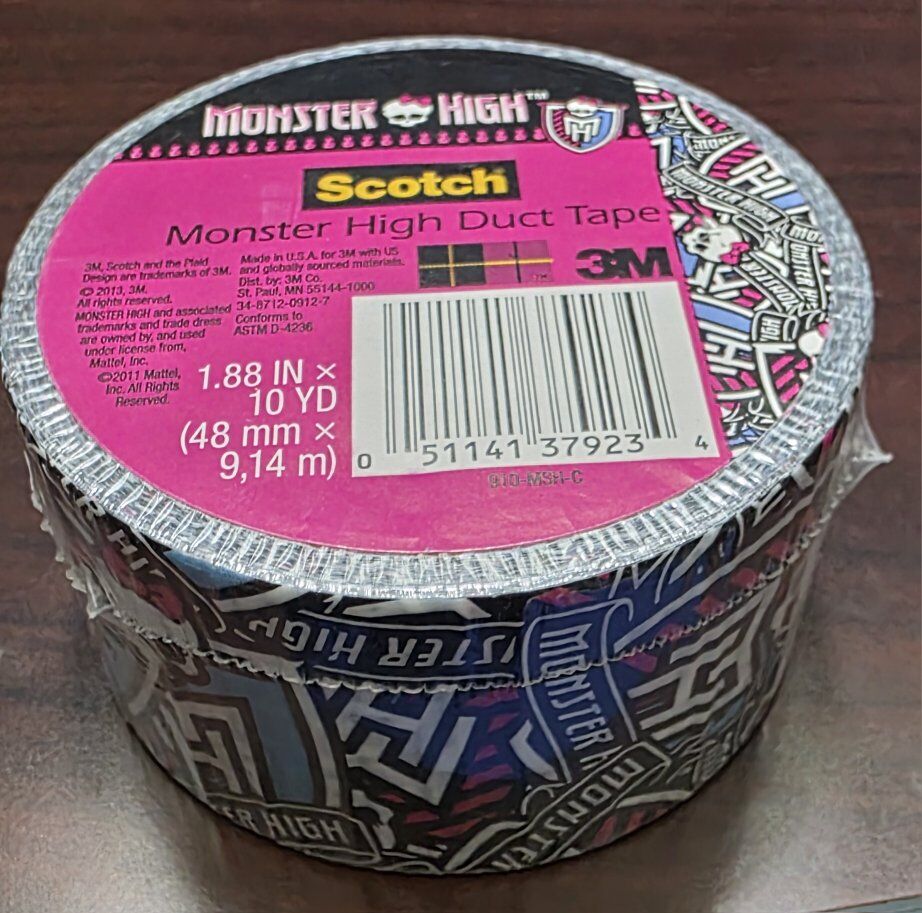 MONSTER HIGH™
Scotch®
Monster High Duct Tape
3M, Scotch and the Plaid
Design are trademarks of 3M.
© 2013, 3M.
All rights reserved.
MONSTER HIGH and associated
trademarks and trade dress
are owned by, and used
under license from,
Mattel, Inc.
©2011 Mattel,
Inc. All Rights
Reserved.
Made in U.S.A. for 3M with US
and globally sourced materials.
Dist. by: 3M Co.
St. Paul, MN 55144-1000
34-8712-0912-7
Conforms to
ASTM D-4236
3M
1.88 IN ×
10 YD
(48 mm ×
9,14 m)
0 51141 37923 4
910-MSH-C
MONSTER HIGH
STER HIGH
MONSTER
ER HIGH
MONSTER